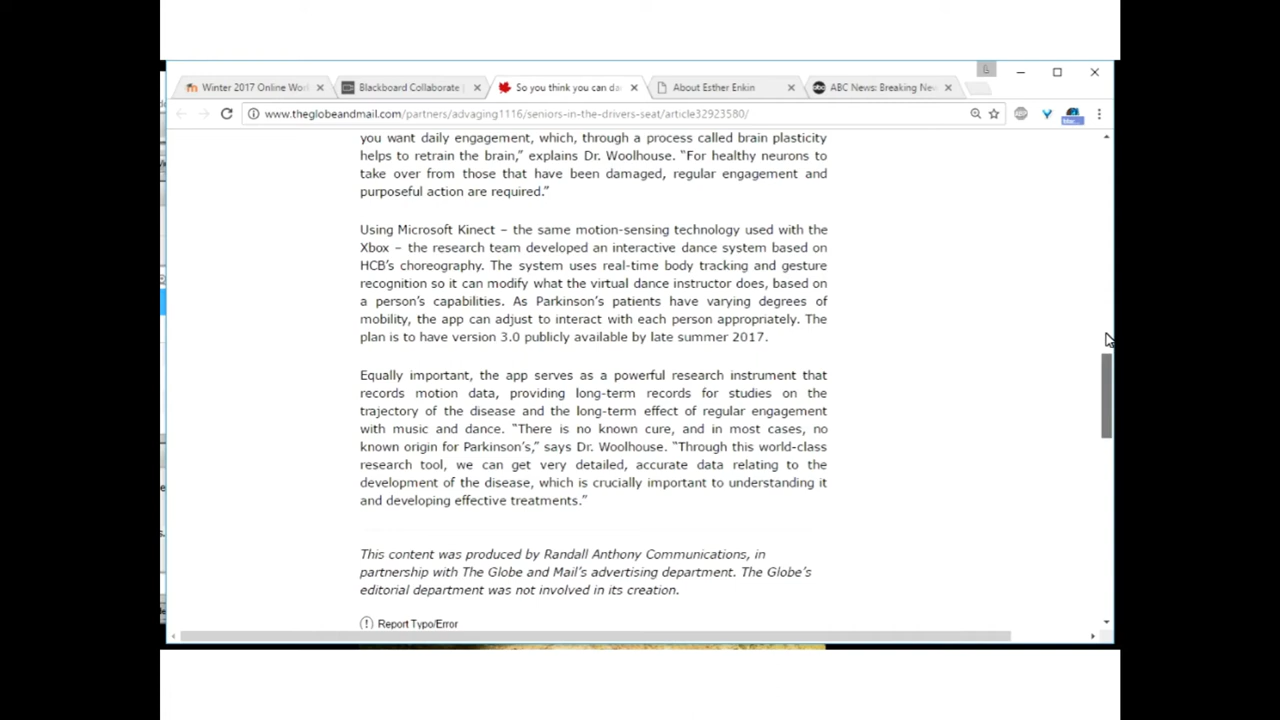 Winter 2017 Online Wor
Blackboard Collaborate
So you think you can da
About Esther Enkin
ABC News: Breaking Nev
www.theglobeandmail.com/partners/advaging1116/seniors-in-the-drivers-seat/article32923580/
you want daily engagement, which, through a process called brain plasticity
helps to retrain the brain,” explains Dr. Woolhouse. “For healthy neurons to
take over from those that have been damaged, regular engagement and
purposeful action are required.”
Using Microsoft Kinect – the same motion-sensing technology used with the
Xbox – the research team developed an interactive dance system based on
HCB’s choreography. The system uses real-time body tracking and gesture
recognition so it can modify what the virtual dance instructor does, based on
a person’s capabilities. As Parkinson’s patients have varying degrees of
mobility, the app can adjust to interact with each person appropriately. The
plan is to have version 3.0 publicly available by late summer 2017.
Equally important, the app serves as a powerful research instrument that
records motion data, providing long-term records for studies on the
trajectory of the disease and the long-term effect of regular engagement
with music and dance. “There is no known cure, and in most cases, no
known origin for Parkinson’s,” says Dr. Woolhouse. “Through this world-class
research tool, we can get very detailed, accurate data relating to the
development of the disease, which is crucially important to understanding it
and developing effective treatments.”
This content was produced by Randall Anthony Communications, in
partnership with The Globe and Mail’s advertising department. The Globe’s
editorial department was not involved in its creation.
Report Typo/Error